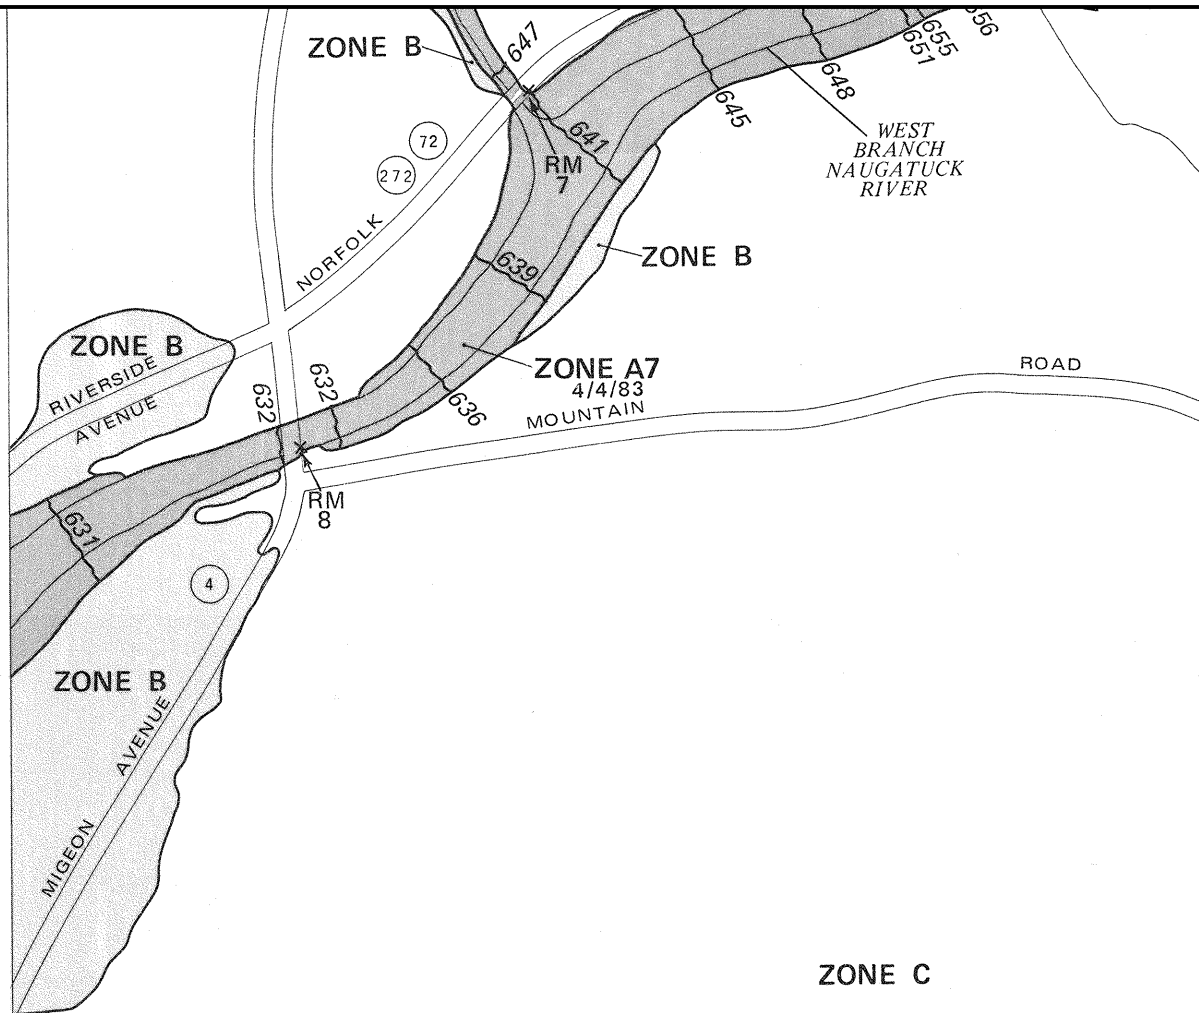 656
655
651
648
645
647
ZONE B
641
WEST
BRANCH
NAUGATUCK
RIVER
72
272
RM
7
NORFOLK
639
ZONE B
ZONE B
RIVERSIDE
AVENUE
632
632
ZONE A7
4/4/83
636
MOUNTAIN
ROAD
RM
8
631
4
ZONE B
AVENUE
MIGEON
ZONE C